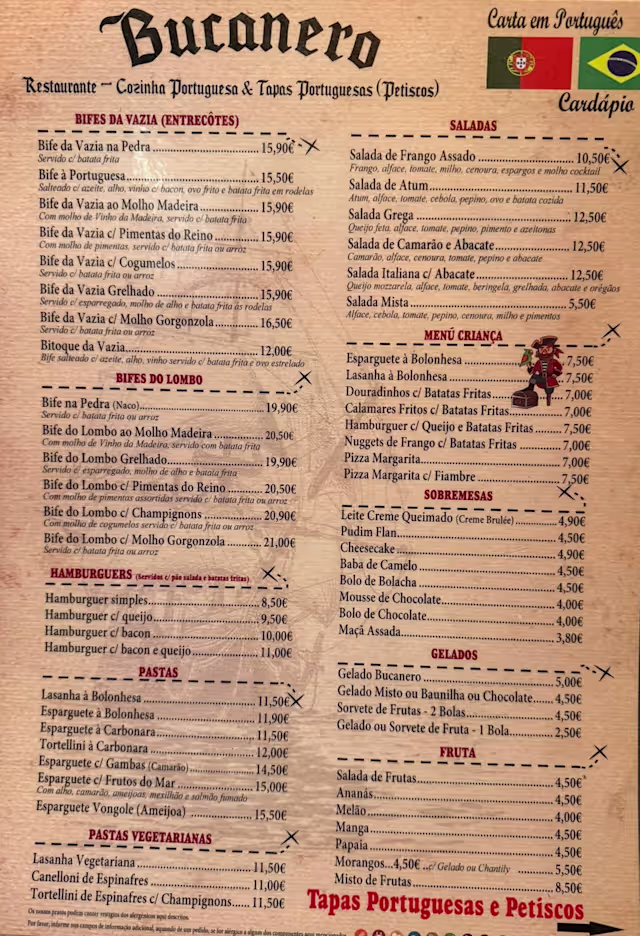 Bucanero
Restaurante – Cozinha Portuguesa & Tapas Portuguesas (Petiscos)
Carta em Português
Cardápio
BIFES DA VAZIA (ENTRECÔTES)
Bife da Vazia na Pedra 15,90€
Servido c/ batata frita
Bife à Portuguesa 15,50€
Salteado c/ azeite, alho, vinho c/ bacon, ovo frito e batata frita em rodelas
Bife da Vazia ao Molho Madeira 15,90€
Com molho de Vinho da Madeira, servido c/ batata frita
Bife da Vazia c/ Pimentas do Reino 15,90€
Com molho de pimentas, servido c/ batata frita ou arroz
Bife da Vazia c/ Cogumelos 15,90€
Servido c/ batata frita ou arroz
Bife da Vazia Grelhado 15,90€
Servido c/ esparregado, molho de alho e batata frita às rodelas
Bife da Vazia c/ Molho Gorgonzola 16,50€
Servido c/ batata frita ou arroz
Bitoque da Vazia 12,00€
Bife salteado c/ azeite, alho, vinho servido c/ batata frita e ovo estrelado
BIFES DO LOMBO
Bife na Pedra (Naco) 19,90€
Servido c/ batata frita ou arroz
Bife do Lombo ao Molho Madeira 20,50€
Com molho de Vinho da Madeira, servido com batata frita
Bife do Lombo Grelhado 19,90€
Servido c/ esparregado, molho de alho e batata frita
Bife do Lombo c/ Pimentas do Reino 20,50€
Com molho de pimentas assortidas servido c/ batata frita ou arroz
Bife do Lombo c/ Champignons 20,90€
Com molho de cogumelos servido c/ batata frita ou arroz
Bife do Lombo c/ Molho Gorgonzola 21,00€
Servido c/ batata frita ou arroz
HAMBURGUERS (Servidos c/ pão salada e batatas fritas)
Hamburguer simples 8,50€
Hamburguer c/ queijo 9,50€
Hamburguer c/ bacon 10,00€
Hamburguer c/ bacon e queijo 11,00€
PASTAS
Lasanha à Bolonhesa 11,50€
Esparguete à Bolonhesa 11,90€
Esparguete à Carbonara 11,50€
Tortellini à Carbonara 12,00€
Esparguete c/ Gambas (Camarão) 14,50€
Esparguete c/ Frutos do Mar 15,00€
Com alho, camarão, ameijoas, mexilhão e salmão fumado
Esparguete Vongole (Ameijoa) 15,50€
PASTAS VEGETARIANAS
Lasanha Vegetariana 11,50€
Canelloni de Espinafres 11,00€
Tortellini de Espinafres c/ Champignons 11,50€
Os nossos pratos podem conter vestígios dos alergénios aqui descritos.
SALADAS
Salada de Frango Assado 10,50€
Frango, alface, tomate, milho, cenoura, espargos e molho cocktail
Salada de Atum 11,50€
Atum, alface, tomate, cebola, pepino, ovo e batata cozida
Salada Grega 12,50€
Queijo feta, alface, tomate, pepino, pimento e azeitonas
Salada de Camarão e Abacate 12,50€
Camarão, alface, cenoura, tomate, pepino e abacate
Salada Italiana c/ Abacate 12,50€
Queijo mozzarela, alface, tomate, beringela, grelhada, abacate e orégãos
Salada Mista 5,50€
Alface, cebola, tomate, pepino, cenoura, milho e pimentos
MENÚ CRIANÇA
Esparguete à Bolonhesa 7,50€
Lasanha à Bolonhesa 7,50€
Douradinhos c/ Batatas Fritas 7,00€
Calamares Fritos c/ Batatas Fritas 7,00€
Hamburguer c/ Queijo e Batatas Fritas 7,50€
Nuggets de Frango c/ Batatas Fritas 7,00€
Pizza Margarita 7,00€
Pizza Margarita c/ Fiambre 7,50€
SOBREMESAS
Leite Creme Queimado (Creme Brulée) 4,90€
Pudim Flan 4,50€
Cheesecake 4,90€
Baba de Camelo 4,50€
Bolo de Bolacha 4,50€
Mousse de Chocolate 4,00€
Bolo de Chocolate 4,00€
Maçã Assada 3,80€
GELADOS
Gelado Bucanero 5,00€
Gelado Misto ou Baunilha ou Chocolate 4,50€
Sorvete de Frutas - 2 Bolas 4,50€
Gelado ou Sorvete de Fruta - 1 Bola 2,50€
FRUTA
Salada de Frutas 4,50€
Ananás 4,50€
Melão 4,00€
Manga 4,50€
Papaia 4,50€
Morangos...4,50€ ..c/ Gelado ou Chantily 5,50€
Misto de Frutas 8,50€
Tapas Portuguesas e Petiscos